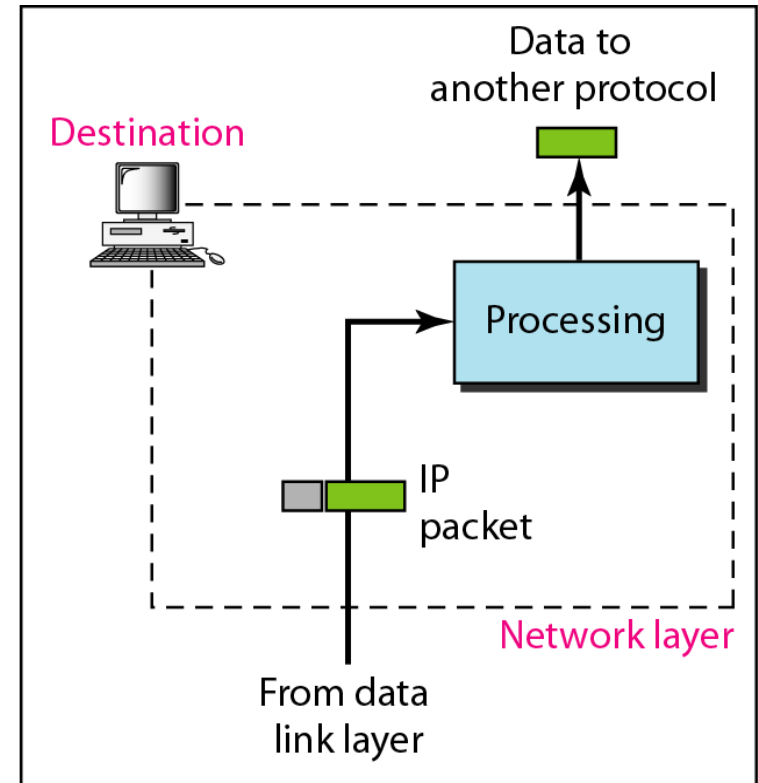 Data to
another protocol
Destination
Processing
IP
packet
Network layer
From data
link layer